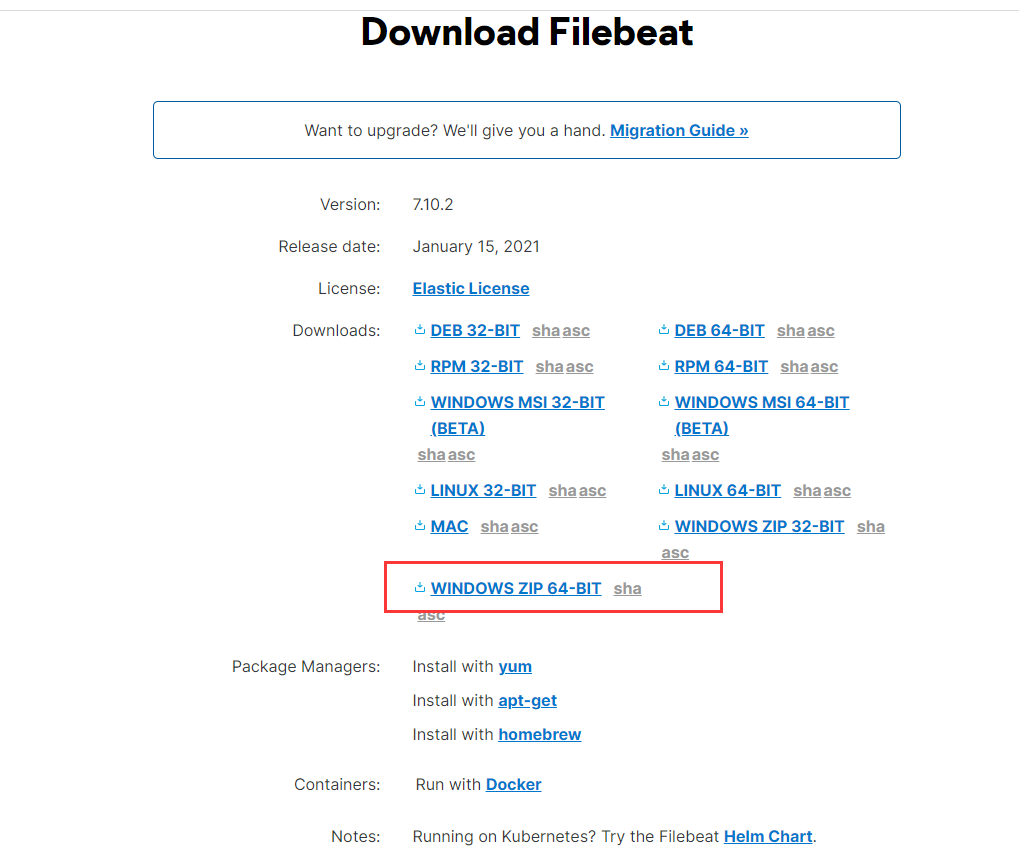 Download Filebeat
Want to upgrade? We'll give you a hand. Migration Guide »
Version: 7.10.2
Release date: January 15, 2021
License: Elastic License
Downloads: DEB 32-BIT sha asc DEB 64-BIT sha asc
RPM 32-BIT sha asc RPM 64-BIT sha asc
WINDOWS MSI 32-BIT WINDOWS MSI 64-BIT
(BETA) (BETA)
sha asc sha asc
LINUX 32-BIT sha asc LINUX 64-BIT sha asc
MAC sha asc WINDOWS ZIP 32-BIT sha
asc
WINDOWS ZIP 64-BIT sha
asc
Package Managers: Install with yum
Install with apt-get
Install with homebrew
Containers: Run with Docker
Notes: Running on Kubernetes? Try the Filebeat Helm Chart.